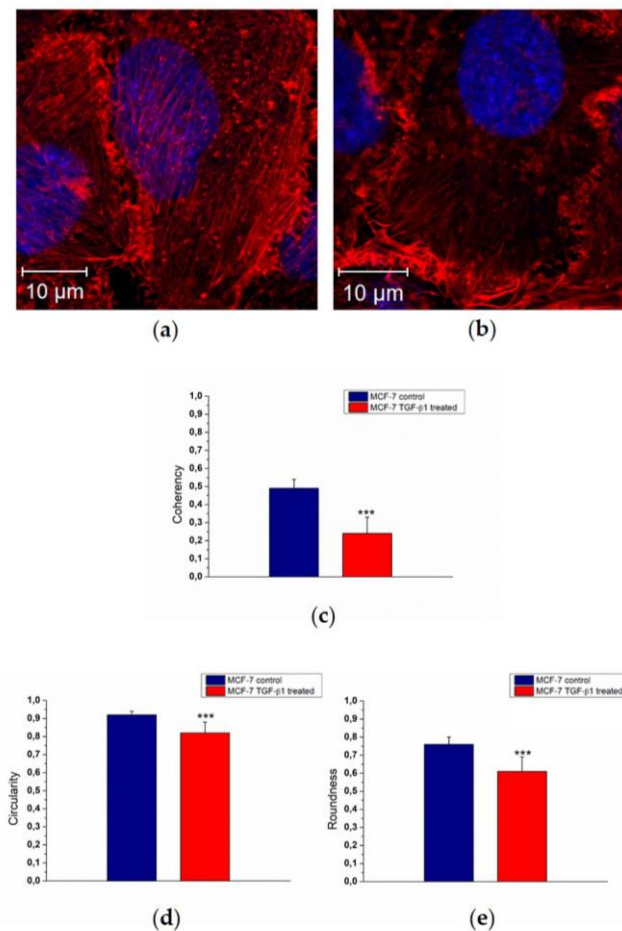 10 μm
10 μm
(a)
(b)
MCF-7 control
MCF-7 TGF-β1 treated
1,0
0,9
0,8
0,7
0,6
0,5
0,4
0,3
0,2
0,1
0,0
Coherency
***
(c)
MCF-7 control
MCF-7 TGF-β1 treated
1,0
0,9
0,8
0,7
0,6
0,5
0,4
0,3
0,2
0,1
0,0
Circularity
***
(d)
MCF-7 control
MCF-7 TGF-β1 treated
1,0
0,9
0,8
0,7
0,6
0,5
0,4
0,3
0,2
0,1
0,0
Roundness
***
(e)